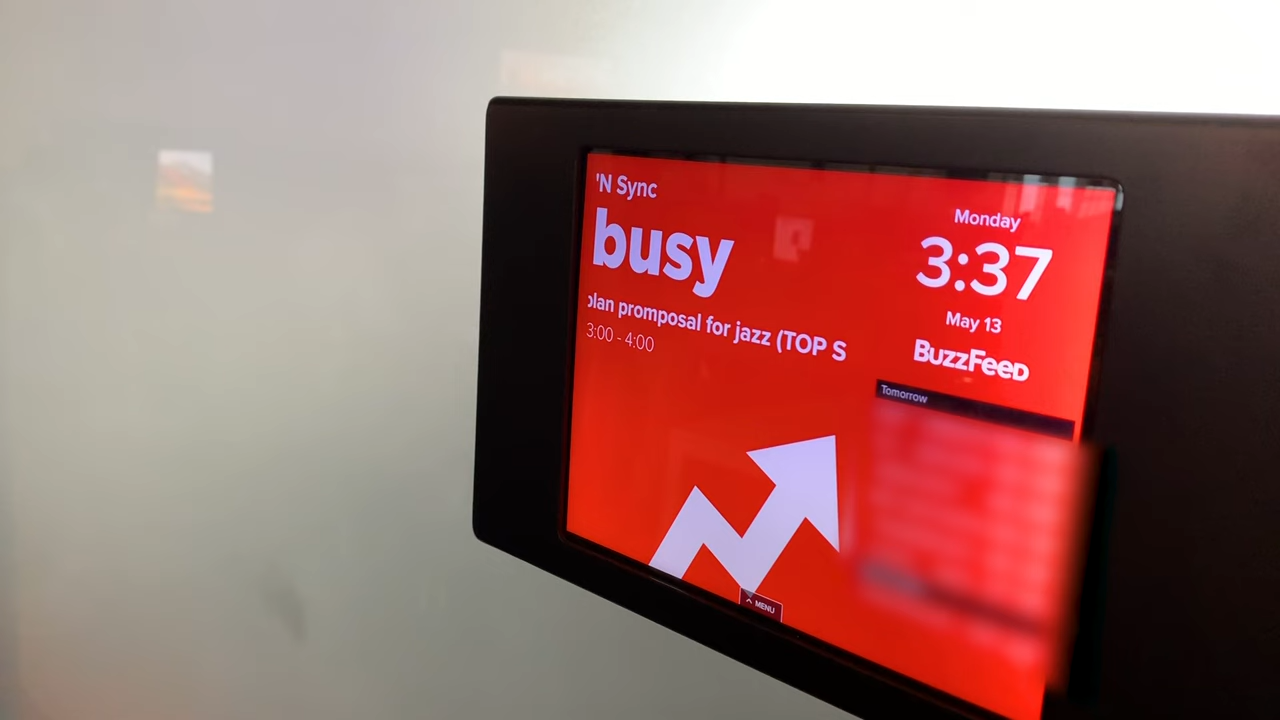 'N Sync
busy
plan promposal for jazz (TOP S
3:00 - 4:00
Monday
3:37
May 13
BuzzFeed
Tomorrow
MENU